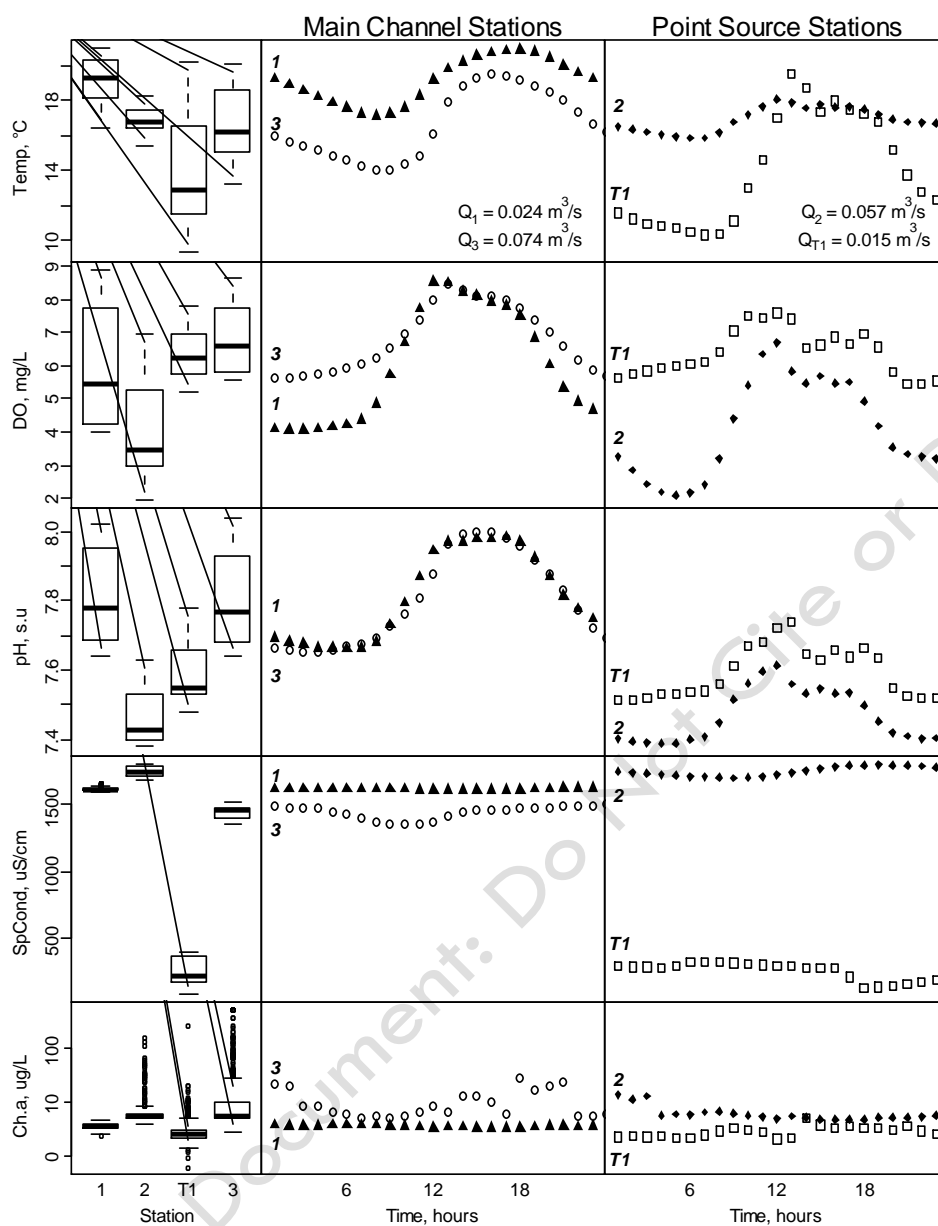 Main Channel Stations
Point Source Stations
Temp, °C
10
14
18
1
3
Q1 = 0.024 m3/s
Q3 = 0.074 m3/s
2
T1
Q2 = 0.057 m3/s
QT1 = 0.015 m3/s
DO, mg/L
2
3
4
5
6
7
8
9
3
1
T1
2
pH, s.u
7.4
7.6
7.8
8.0
1
3
T1
2
SpCond, uS/cm
500
1000
1500
1
3
2
T1
Ch.a, ug/L
0
10
100
3
1
2
T1
1 2 T1 3
6 12 18
6 12 18
Station
Time, hours
Time, hours
Document: Do Not Cite or